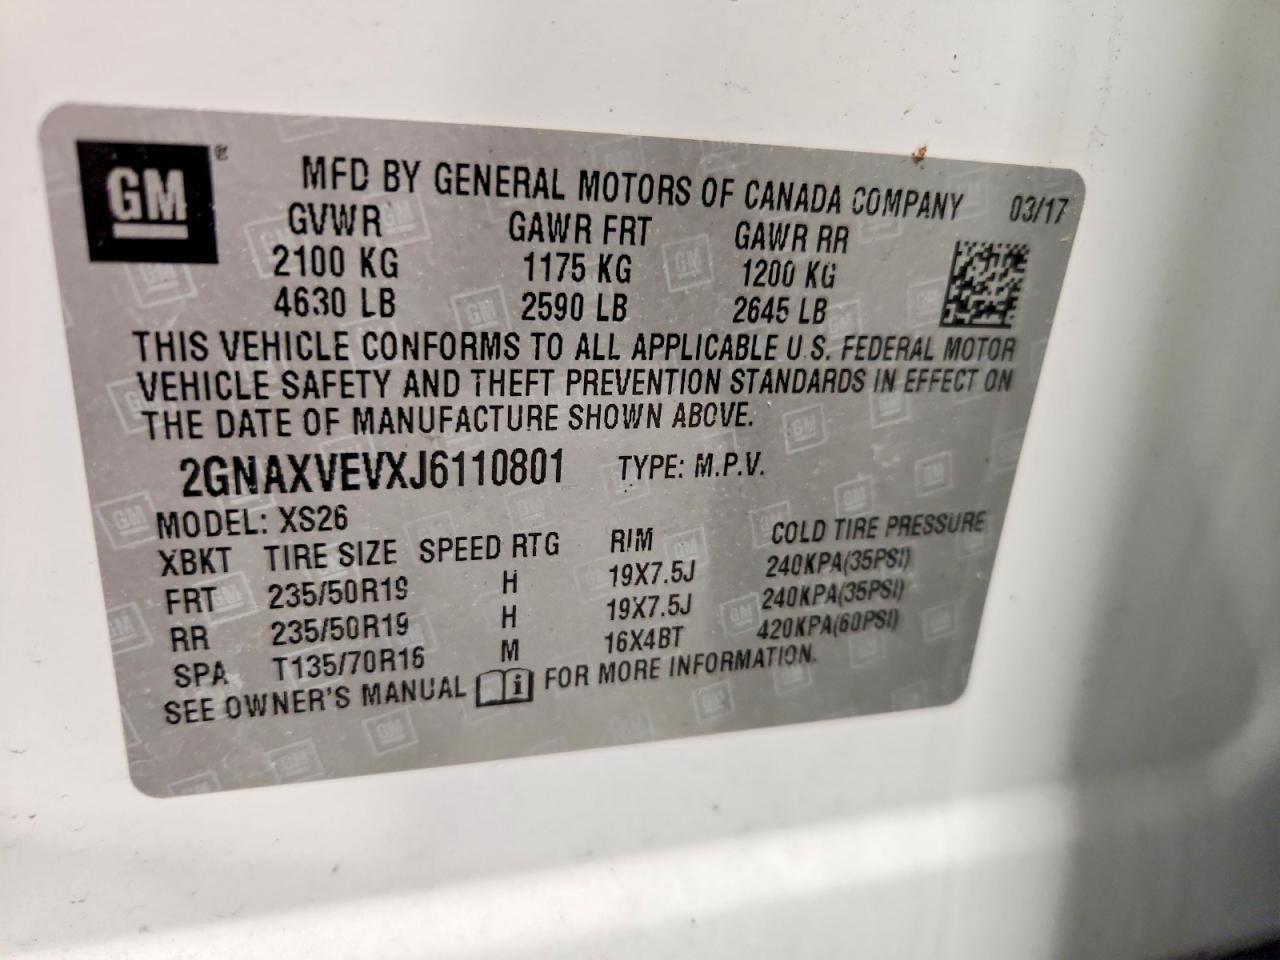 GM ®
MFD BY GENERAL MOTORS OF CANADA COMPANY 03/17
GVWR GAWR FRT GAWR RR
2100 KG 1175 KG 1200 KG
4630 LB 2590 LB 2645 LB
THIS VEHICLE CONFORMS TO ALL APPLICABLE U.S. FEDERAL MOTOR
VEHICLE SAFETY AND THEFT PREVENTION STANDARDS IN EFFECT ON
THE DATE OF MANUFACTURE SHOWN ABOVE.
2GNAXVEVXJ6110801 TYPE: M.P.V.
MODEL: XS26
XBKT TIRE SIZE SPEED RTG RIM COLD TIRE PRESSURE
FRT 235/50R19 H 19X7.5J 240KPA(35PSI)
RR 235/50R19 H 19X7.5J 240KPA(35PSI)
SPA T135/70R16 M 16X4BT 420KPA(60PSI)
SEE OWNER'S MANUAL i FOR MORE INFORMATION.